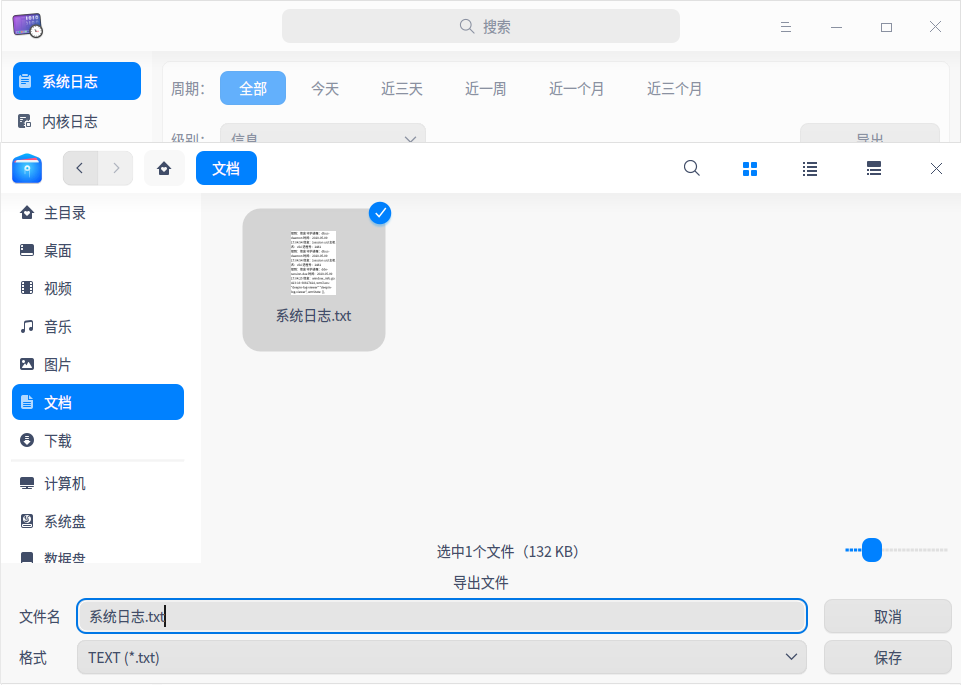 搜索
系统日志
内核日志
周期： 全部 今天 近三天 近一周 近一个月 近三个月
级别： 信息 导出
文档
主目录
桌面
视频
音乐
图片
文档
下载
计算机
系统盘
数据盘
系统日志.txt
选中1个文件（132 KB）
导出文件
文件名 系统日志.txt 取消
格式 TEXT (*.txt) 保存